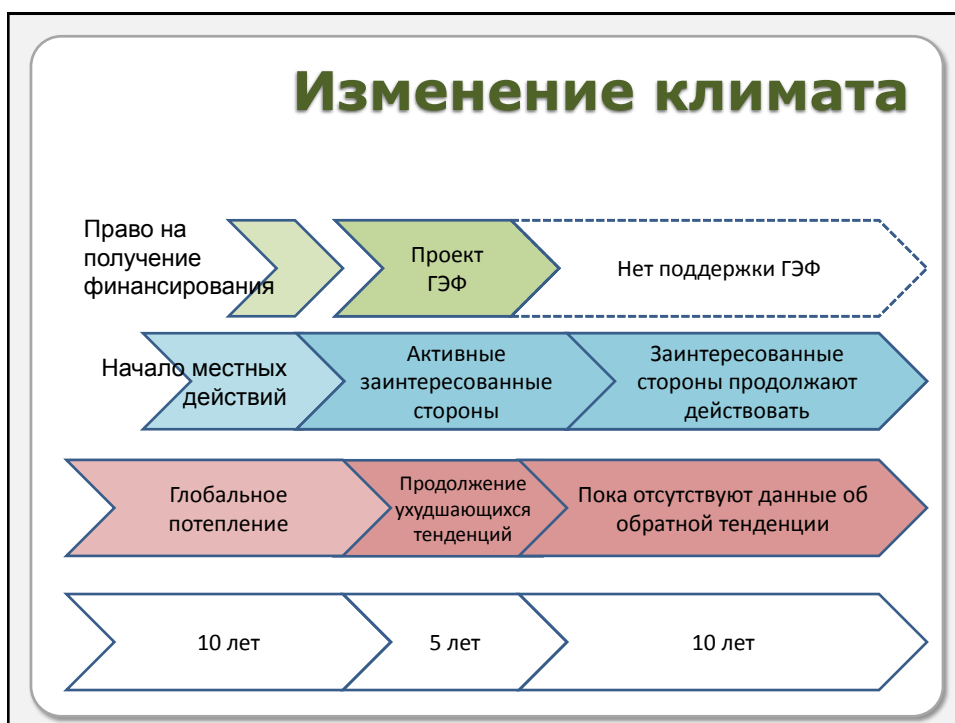 Изменение климата
Право на
получение
финансирования
Проект
ГЭФ
Нет поддержки ГЭФ
Начало местных
действий
Активные
заинтересованные
стороны
Заинтересованные
стороны продолжают
действовать
Глобальное
потепление
Продолжение
ухудшающихся
тенденций
Пока отсутствуют данные об
обратной тенденции
10 лет
5 лет
10 лет